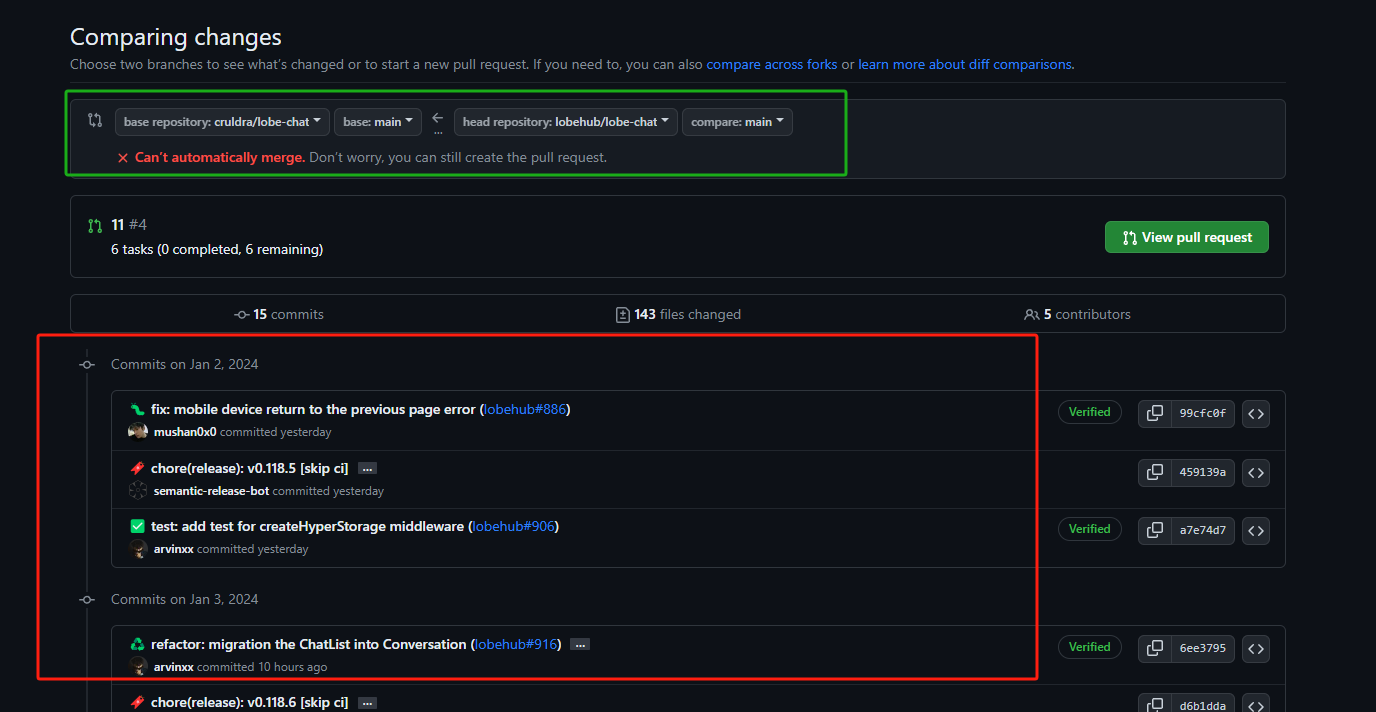 Comparing changes
Choose two branches to see what's changed or to start a new pull request. If you need to, you can also compare across forks or learn more about diff comparisons.
base repository: cruldra/lobe-chat base: main ... head repository: lobehub/lobe-chat compare: main
Can't automatically merge. Don't worry, you can still create the pull request.
11 #4
6 tasks (0 completed, 6 remaining)
View pull request
15 commits 143 files changed 5 contributors
Commits on Jan 2, 2024
fix: mobile device return to the previous page error (lobehub#886)
mushan0x0 committed yesterday
Verified 99cfc0f
chore(release): v0.118.5 [skip ci] ...
semantic-release-bot committed yesterday
459139a
test: add test for createHyperStorage middleware (lobehub#906)
arvinxx committed yesterday
Verified a7e74d7
Commits on Jan 3, 2024
refactor: migration the ChatList into Conversation (lobehub#916) ...
arvinxx committed 10 hours ago
Verified 6ee3795
chore(release): v0.118.6 [skip ci] ...
d6b1dda